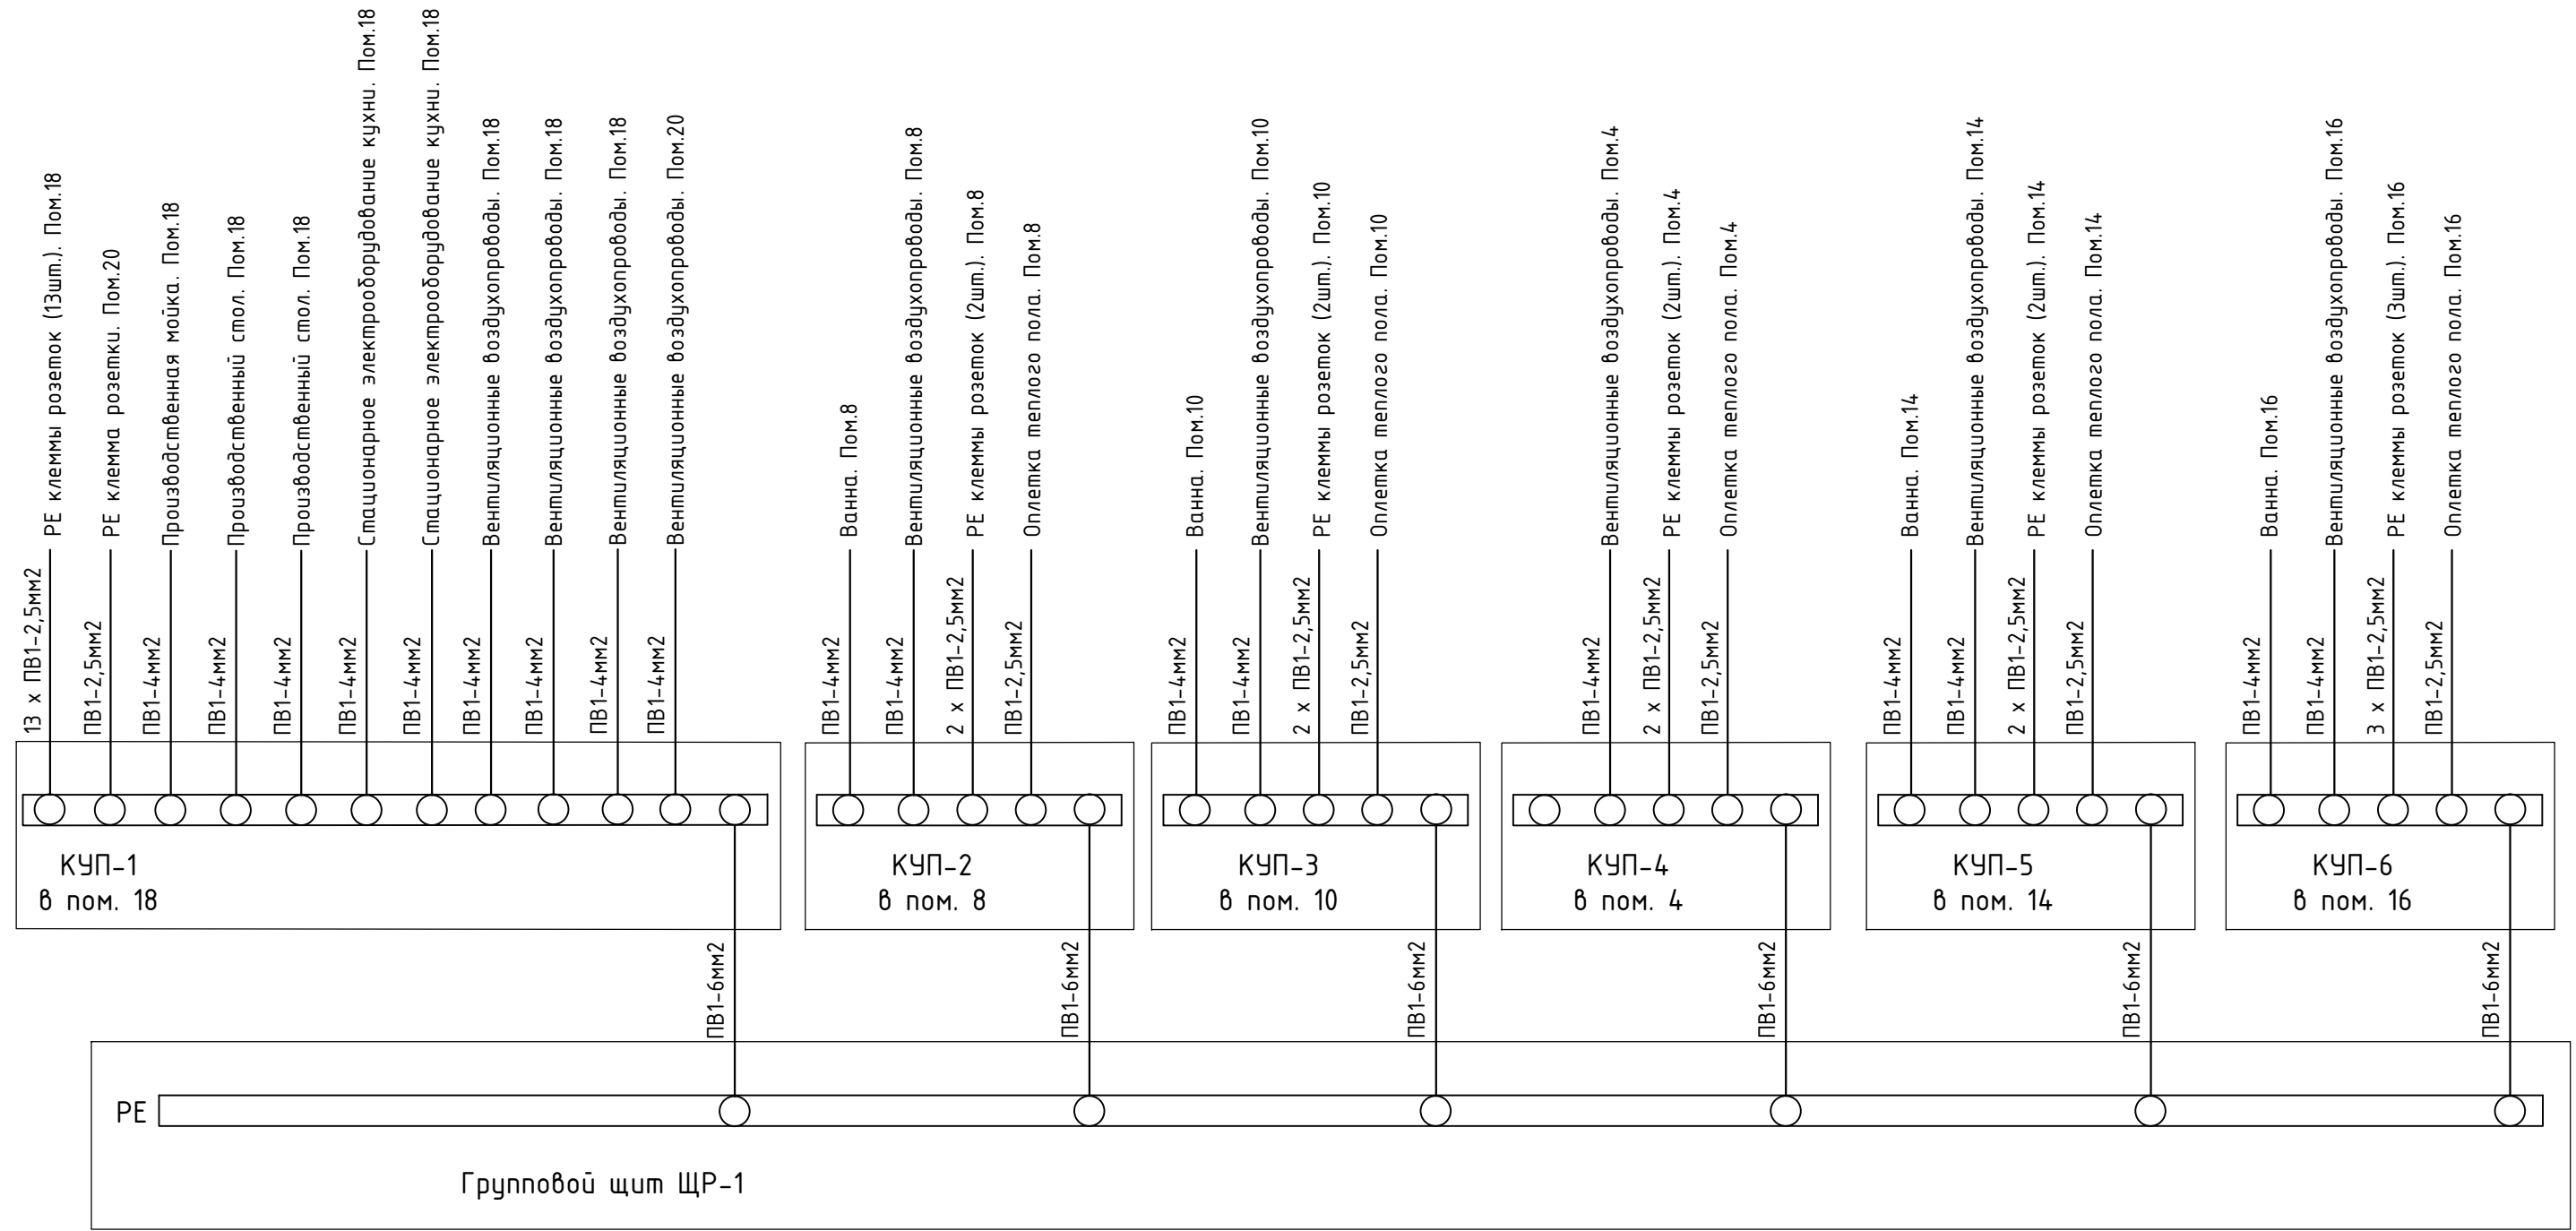 РЕ клеммы розеток (13шт.). Пом.18
РЕ клемма розетки. Пом.20
Производственная мойка. Пом.18
Производственный стол. Пом.18
Производственный стол. Пом.18
Стационарное электрооборудование кухни. Пом.18
Стационарное электрооборудование кухни. Пом.18
Вентиляционные воздухопроводы. Пом.18
Вентиляционные воздухопроводы. Пом.18
Вентиляционные воздухопроводы. Пом.18
Вентиляционные воздухопроводы. Пом.20
Ванна. Пом.8
Вентиляционные воздухопроводы. Пом.8
РЕ клеммы розеток (2шт.). Пом.8
Оплетка теплого пола. Пом.8
Ванна. Пом.10
Вентиляционные воздухопроводы. Пом.10
РЕ клеммы розеток (2шт.). Пом.10
Оплетка теплого пола. Пом.10
Вентиляционные воздухопроводы. Пом.4
РЕ клеммы розеток (2шт.). Пом.4
Оплетка теплого пола. Пом.4
Ванна. Пом.14
Вентиляционные воздухопроводы. Пом.14
РЕ клеммы розеток (2шт.). Пом.14
Оплетка теплого пола. Пом.14
Ванна. Пом.16
Вентиляционные воздухопроводы. Пом.16
РЕ клеммы розеток (3шт.). Пом.16
Оплетка теплого пола. Пом.16
13 х ПВ1-2,5мм2
ПВ1-2,5мм2
ПВ1-4мм2
ПВ1-4мм2
ПВ1-4мм2
ПВ1-4мм2
ПВ1-4мм2
ПВ1-4мм2
ПВ1-4мм2
ПВ1-4мм2
ПВ1-4мм2
ПВ1-4мм2
ПВ1-4мм2
2 х ПВ1-2,5мм2
ПВ1-2,5мм2
ПВ1-4мм2
ПВ1-4мм2
2 х ПВ1-2,5мм2
ПВ1-2,5мм2
ПВ1-4мм2
2 х ПВ1-2,5мм2
ПВ1-2,5мм2
ПВ1-4мм2
ПВ1-4мм2
2 х ПВ1-2,5мм2
ПВ1-2,5мм2
ПВ1-4мм2
ПВ1-4мм2
3 х ПВ1-2,5мм2
ПВ1-2,5мм2
КУП-1
в пом. 18
КУП-2
в пом. 8
КУП-3
в пом. 10
КУП-4
в пом. 4
КУП-5
в пом. 14
КУП-6
в пом. 16
ПВ1-6мм2
ПВ1-6мм2
ПВ1-6мм2
ПВ1-6мм2
ПВ1-6мм2
ПВ1-6мм2
РЕ
Групповой щит ЩР-1